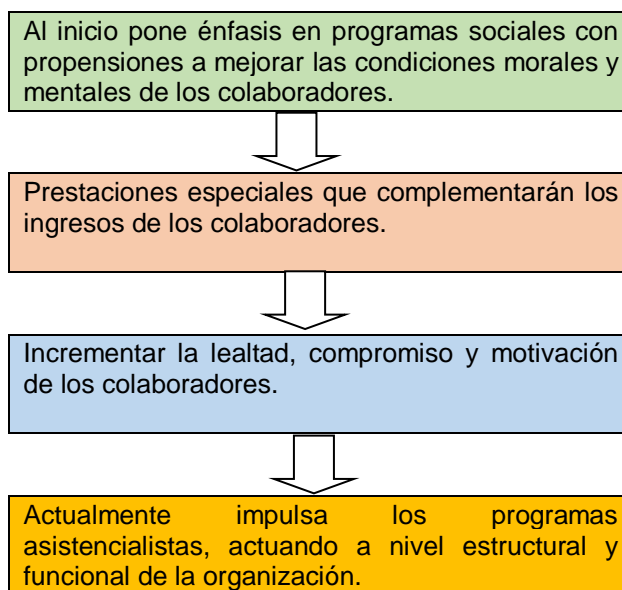 Al inicio pone énfasis en programas sociales con
propensiones a mejorar las condiciones morales y
mentales de los colaboradores.
Prestaciones especiales que complementarán los
ingresos de los colaboradores.
Incrementar la lealtad, compromiso y motivación
de los colaboradores.
Actualmente impulsa los programas
asistencialistas, actuando a nivel estructural y
funcional de la organización.